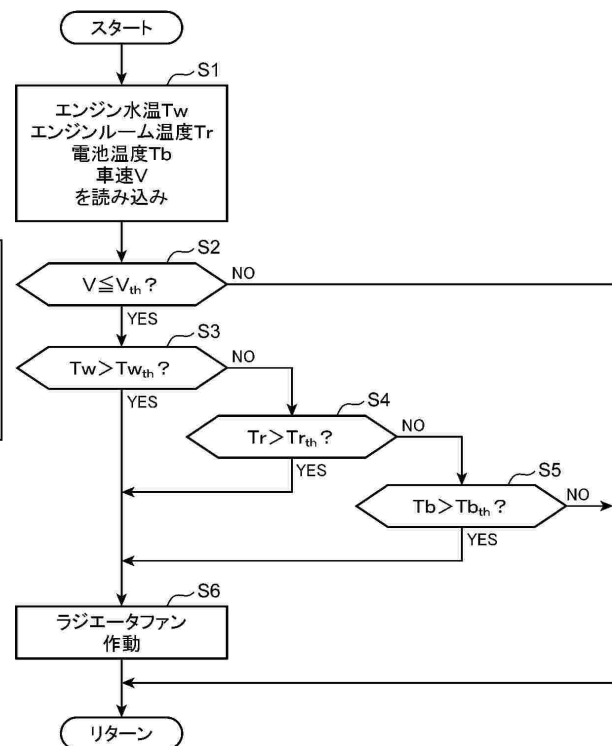 スタート
S1
エンジン水温Tw
エンジンルーム温度Tr
電池温度Tb
車速V
を読み込み
S2
V≦Vth?
NO
YES
S3
Tw>Twth?
NO
YES
S4
Tr>Trth?
NO
YES
S5
Tb>Tbth?
NO
YES
S6
ラジエータファン
作動
リターン